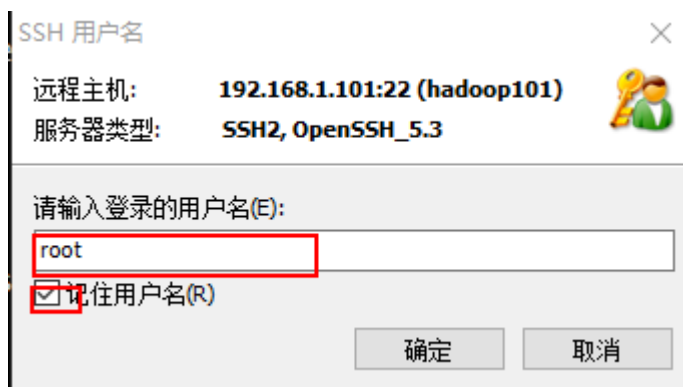 SSH 用户名
远程主机: 192.168.1.101:22 (hadoop101)
服务器类型: SSH2, OpenSSH_5.3
请输入登录的用户名(E):
root
记住用户名(R)
确定 取消